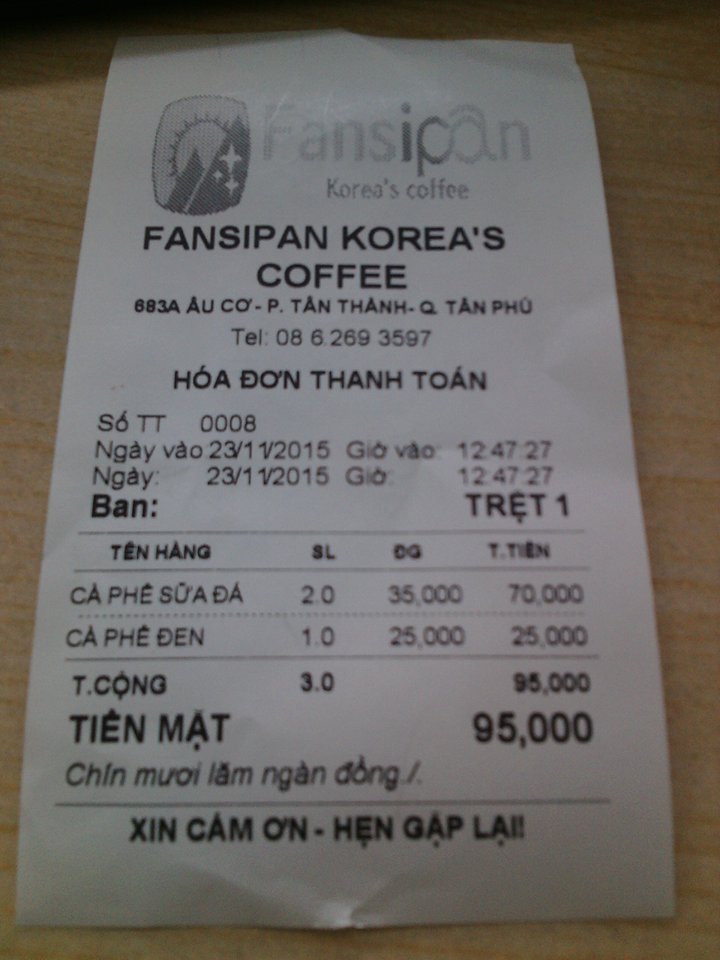 Fansipân
Korea's coffee
FANSIPAN KOREA'S
COFFEE
683A ÂU CƠ - P. TÂN THÀNH- Q. TÂN PHÚ
Tel: 08 6 269 3597
HÓA ĐƠN THANH TOÁN
Số TT 0008
Ngày vào 23/11/2015 Giờ vào: 12:47:27
Ngày: 23/11/2015 Giờ: 12:47:27
Ban: TRỆT 1
TÊN HÀNG SL ĐG T.TIỀN
CÀ PHÊ SỮA ĐÁ 2.0 35,000 70,000
CÀ PHÊ ĐEN 1.0 25,000 25,000
T.CỘNG 3.0 95,000
TIỀN MẶT 95,000
Chín mươi lăm ngàn đồng./.
XIN CẢM ƠN - HẸN GẶP LẠI!